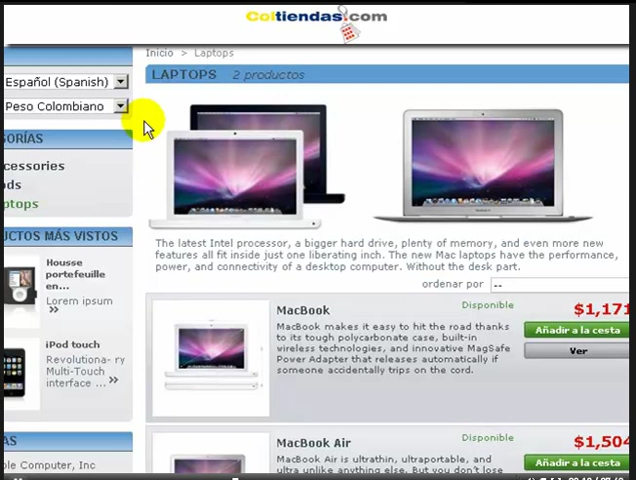 Coltiendas.com
Inicio > Laptops
Español (Spanish)
Peso Colombiano
LAPTOPS 2 productos
GORÍAS
ccessories
ods
ptops
The latest Intel processor, a bigger hard drive, plenty of memory, and even more new
features all fit inside just one liberating inch. The new Mac laptops have the performance,
power, and connectivity of a desktop computer. Without the desk part.
ordenar por --
UCTOS MÁS VISTOS
Housse
portefeuille
en...
Lorem ipsum
»
iPod touch
Revolutiona- ry
Multi-Touch
interface ... »
MacBook
Disponible
$1,171
MacBook makes it easy to hit the road thanks
to its tough polycarbonate case, built-in
wireless technologies, and innovative MagSafe
Power Adapter that releases automatically if
someone accidentally trips on the cord.
Añadir a la cesta
Ver
MacBook Air
Disponible
$1,504
MacBook Air is ultrathin, ultraportable, and
ultra unlike anything else. But you don't lose
Añadir a la cesta
AS
ple Computer, Inc